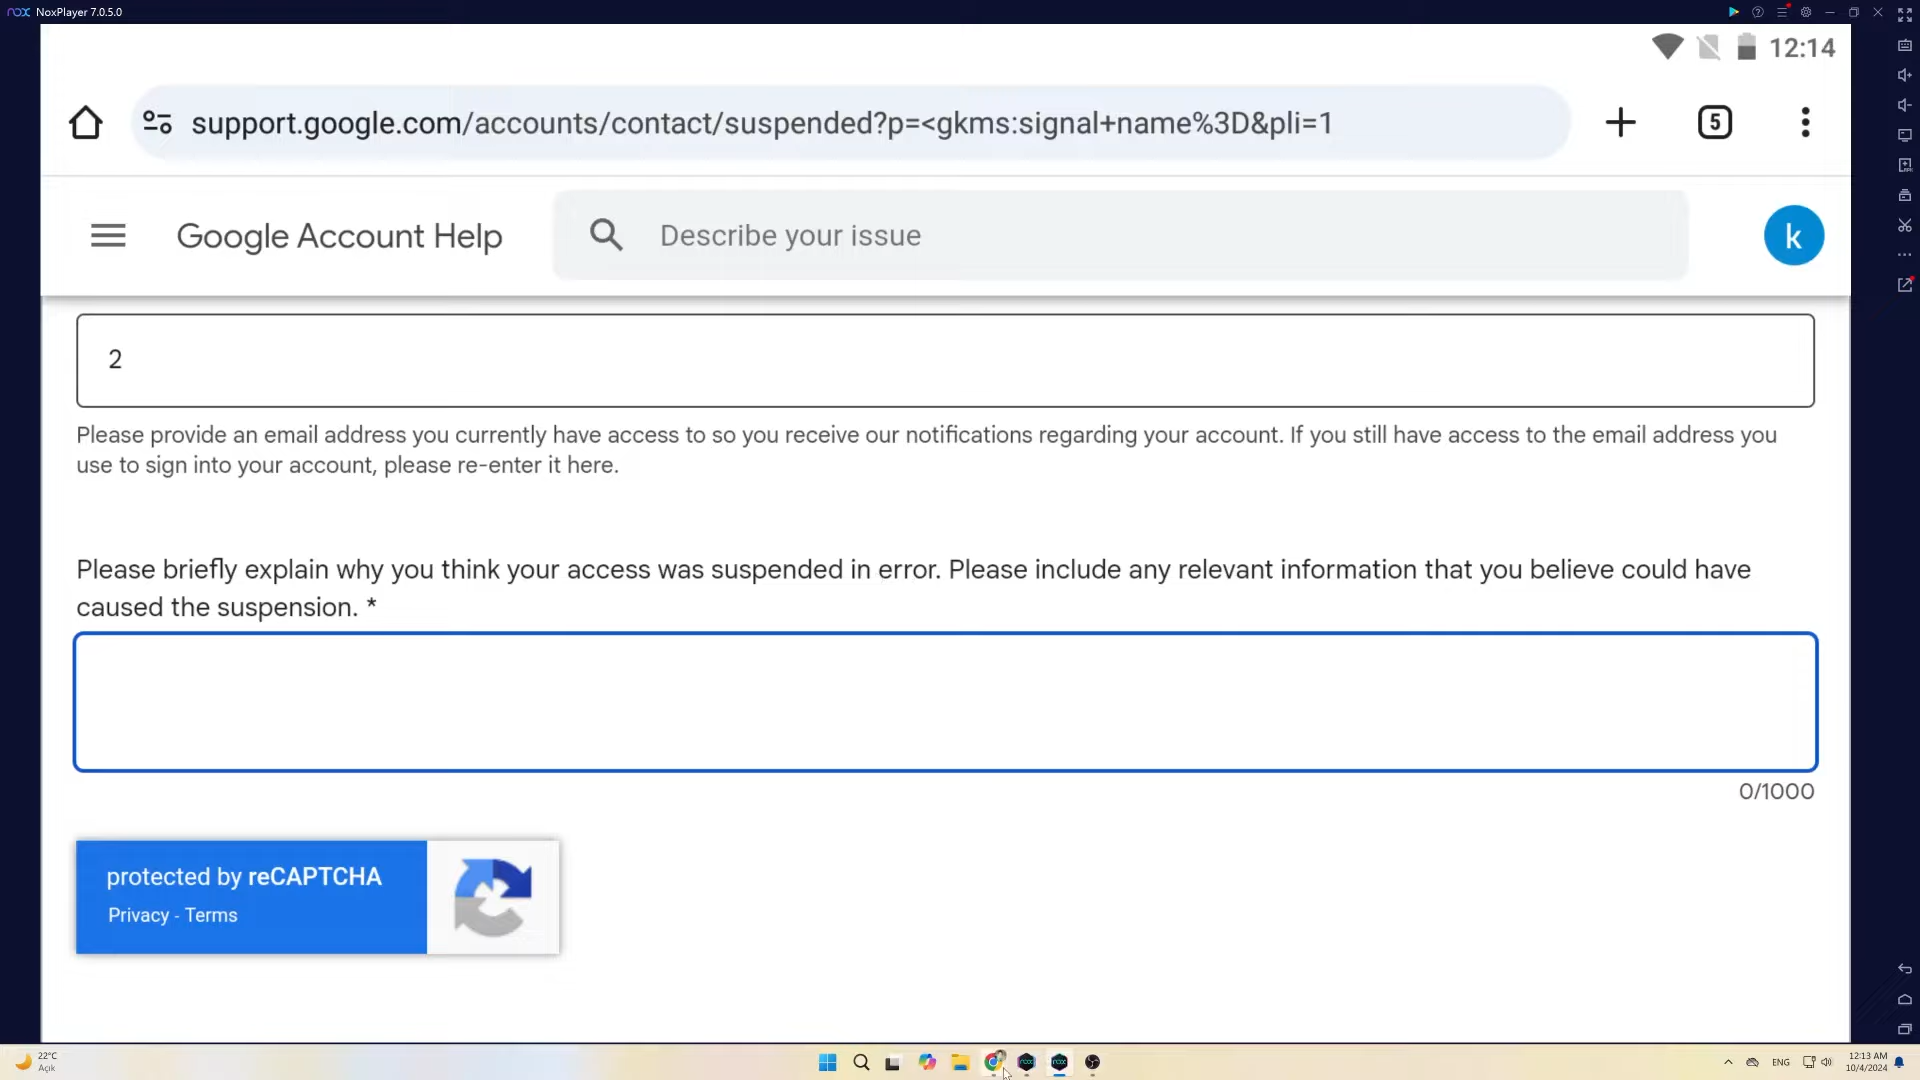 nox NoxPlayer 7.0.5.0
12:14
support.google.com/accounts/contact/suspended?p=<gkms:signal+name%3D&pli=1
5
Google Account Help
Describe your issue
k
2
Please provide an email address you currently have access to so you receive our notifications regarding your account. If you still have access to the email address you
use to sign into your account, please re-enter it here.
Please briefly explain why you think your access was suspended in error. Please include any relevant information that you believe could have
caused the suspension. *
0/1000
protected by reCAPTCHA
Privacy - Terms
22°C
Açık
nox
nox
ENG
12:13 AM
10/4/2024